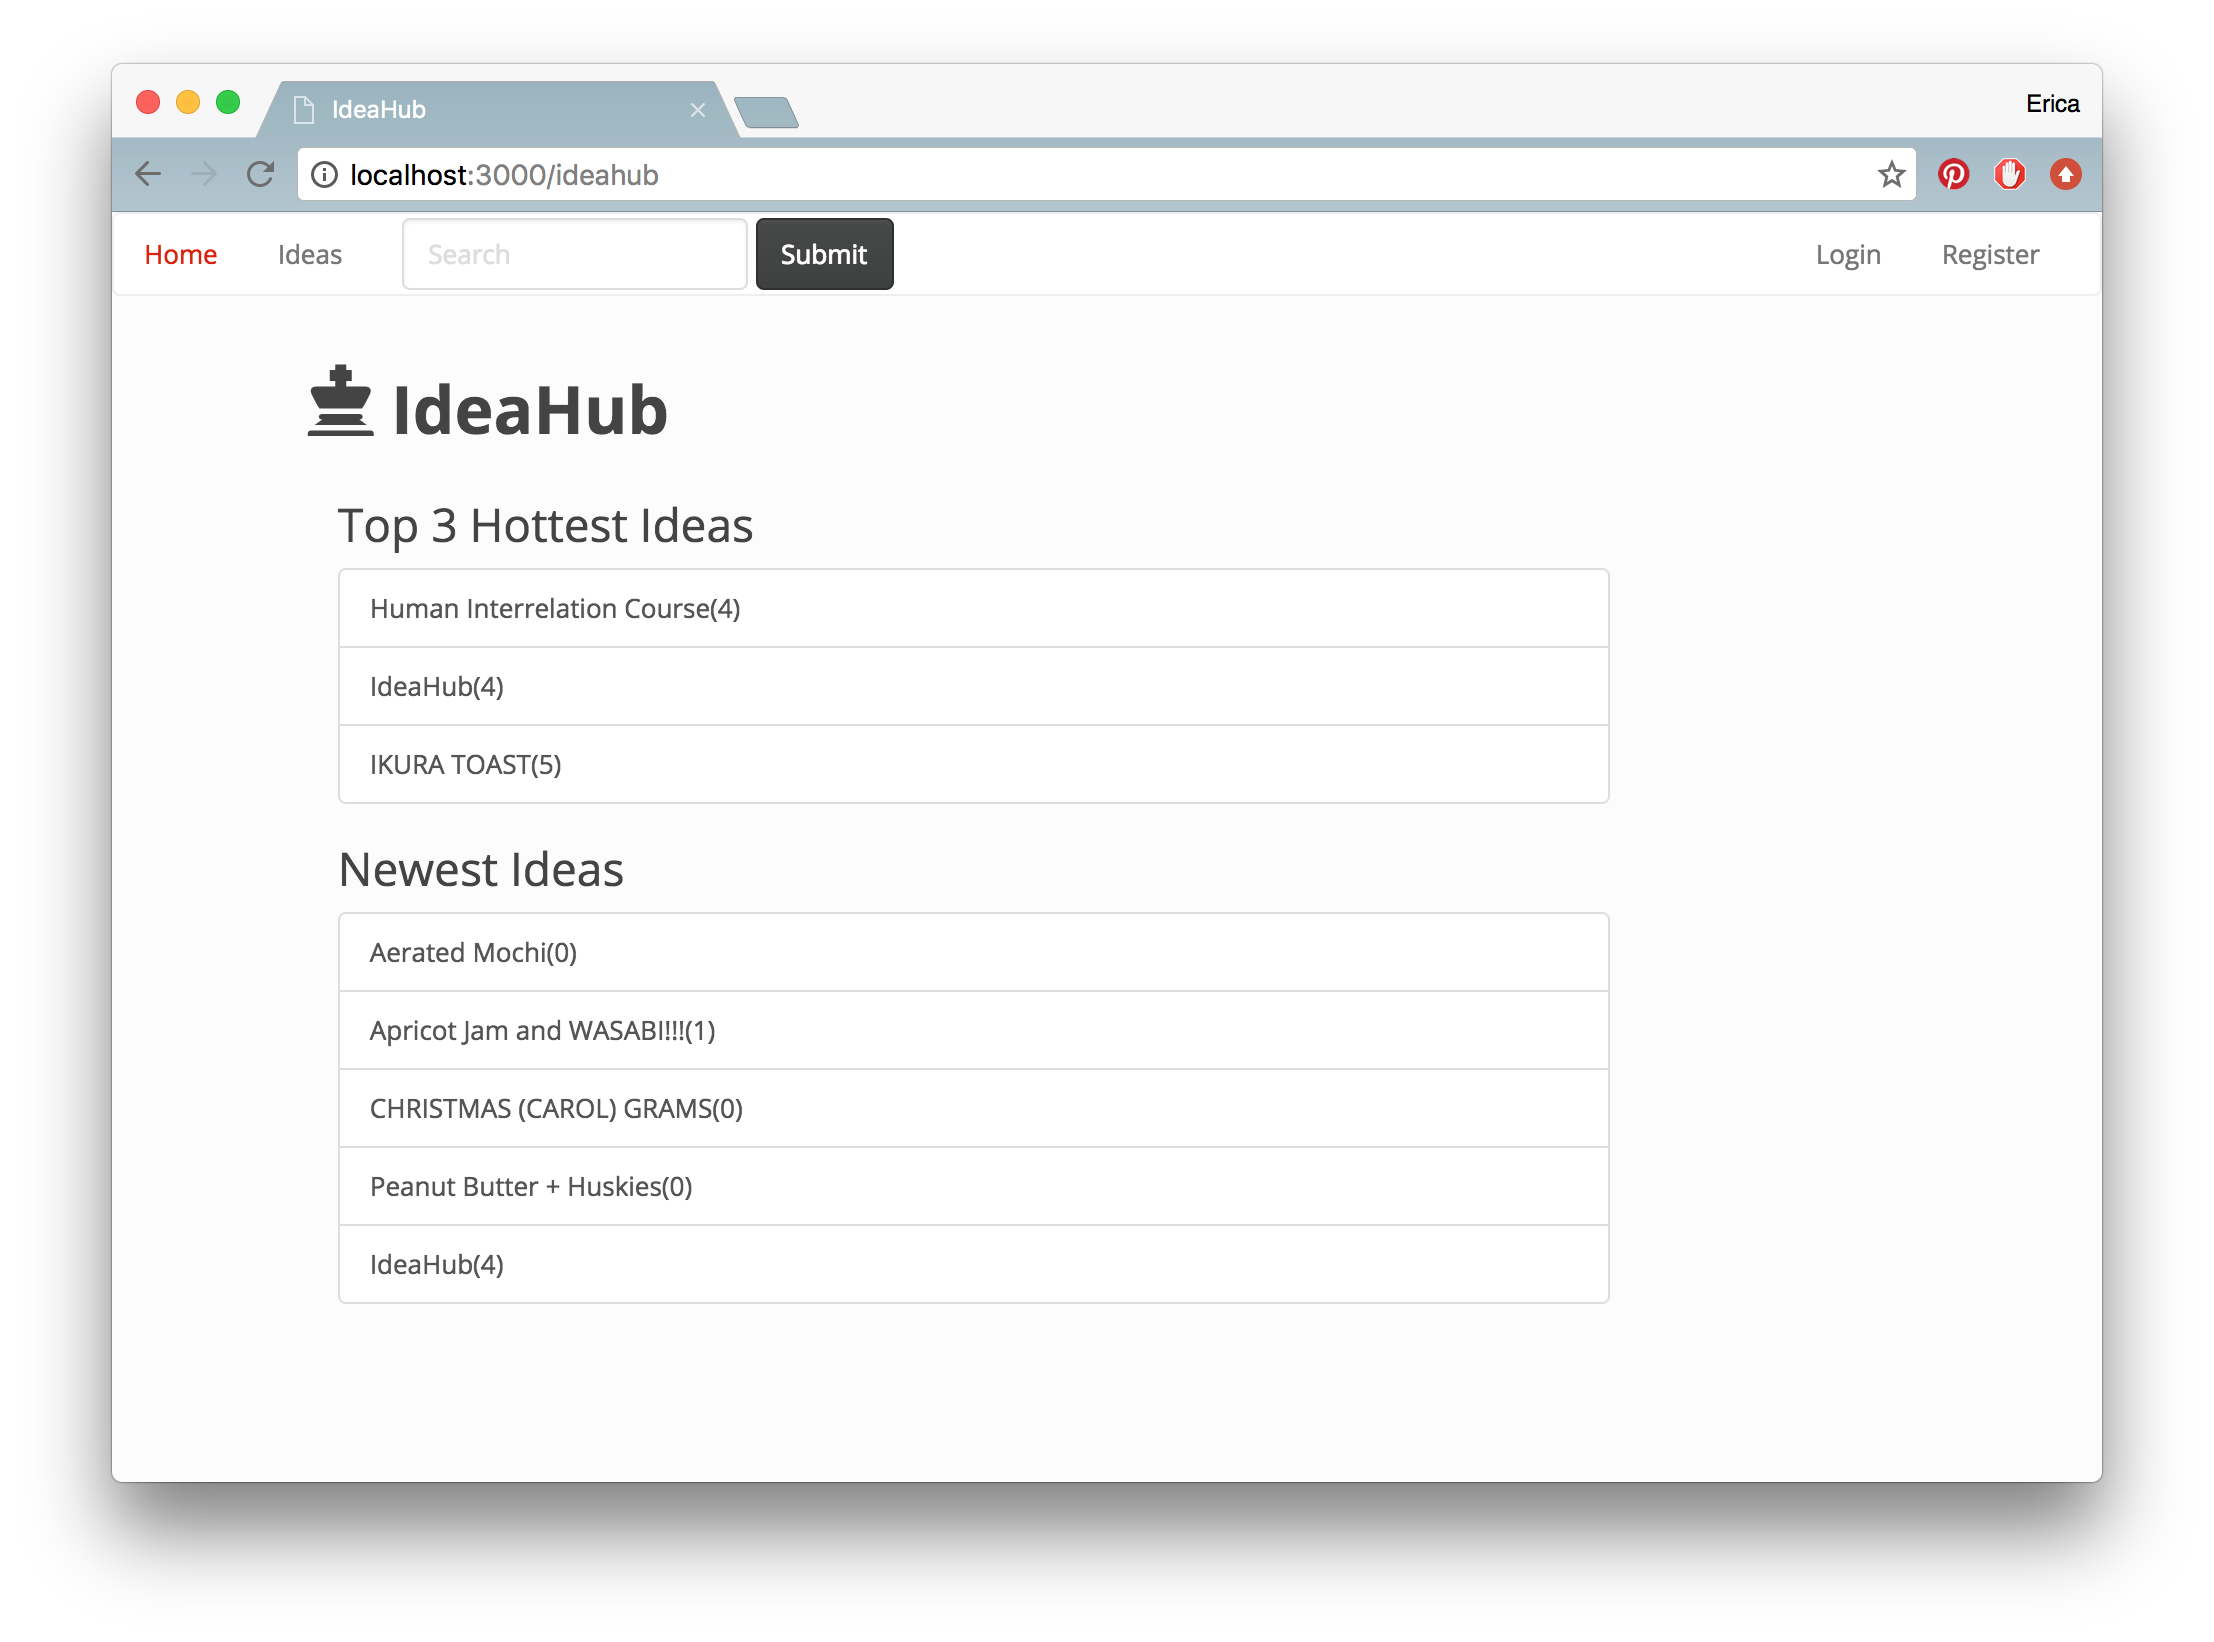 IdeaHub
Erica
localhost:3000/ideahub
Home Ideas Search Submit Login Register
IdeaHub
Top 3 Hottest Ideas
Human Interrelation Course(4)
IdeaHub(4)
IKURA TOAST(5)
Newest Ideas
Aerated Mochi(0)
Apricot Jam and WASABI!!!(1)
CHRISTMAS (CAROL) GRAMS(0)
Peanut Butter + Huskies(0)
IdeaHub(4)